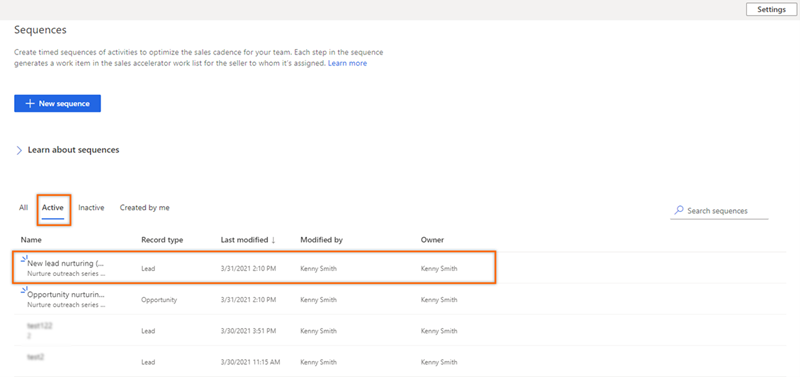 Settings
Sequences
Create timed sequences of activities to optimize the sales cadence for your team. Each step in the sequence
generates a work item in the sales accelerator work list for the seller to whom it's assigned. Learn more
+ New sequence
Learn about sequences
All Active Inactive Created by me Search sequences
Name Record type Last modified ↓ Modified by Owner
New lead nurturing (... Lead 3/31/2021 2:10 PM Kenny Smith Kenny Smith
Nurture outreach series ...
Opportunity nurturin... Opportunity 3/31/2021 2:10 PM Kenny Smith Kenny Smith
Nurture outreach series ...
Lead 3/30/2021 3:51 PM Kenny Smith Kenny Smith
test2 Lead 3/30/2021 11:15 AM Kenny Smith Kenny Smith